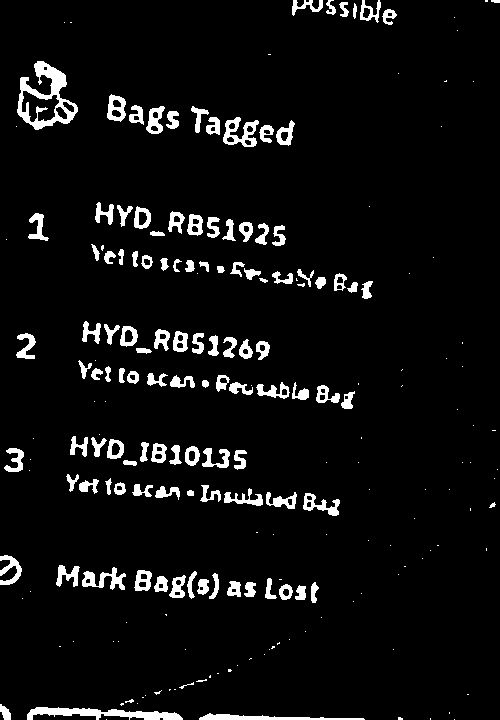 possible
Bags Tagged
1 HYD_RB51925
Yet to scan • Reusable Bag
2 HYD_RB51269
Yet to scan • Reusable Bag
3 HYD_IB10135
Yet to scan • Insulated Bag
Mark Bag(s) as Lost